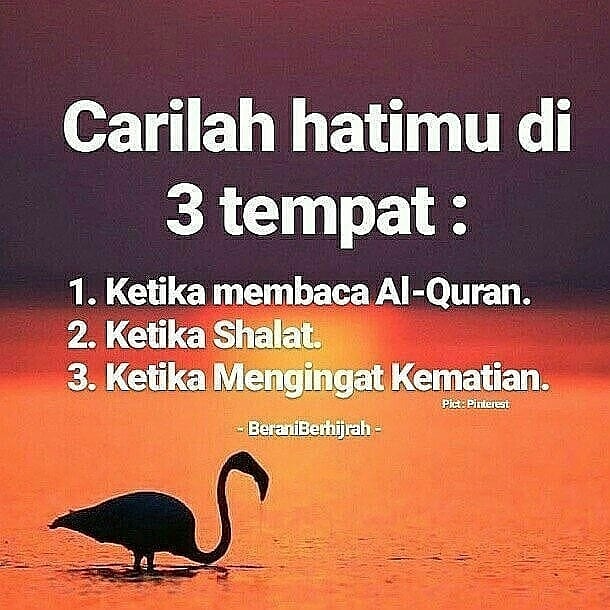 Carilah hatimu di
3 tempat :
1. Ketika membaca Al-Quran.
2. Ketika Shalat.
3. Ketika Mengingat Kematian.
Pict : Pinterest
- BeraniBerhijrah -